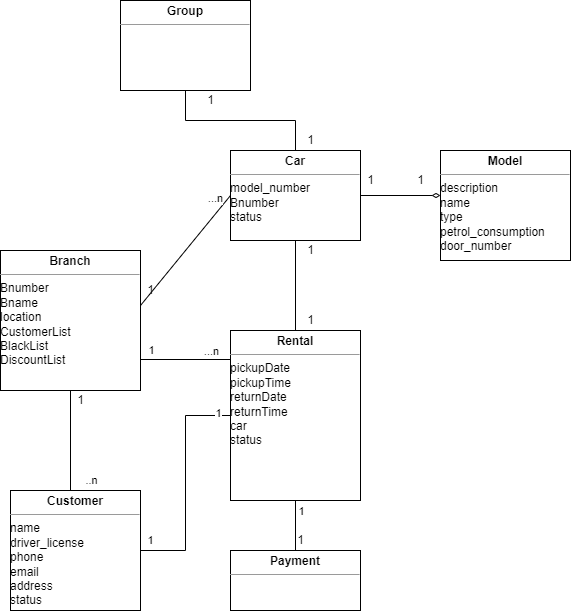 Group
1
1
Car
model_number
Bnumber
status
1
1
Model
description
name
type
petrol_consumption
door_number
...n
1
1
1
Branch
Bnumber
Bname
location
CustomerList
BlackList
DiscountList
1
...n
Rental
pickupDate
pickupTime
returnDate
returnTime
car
status
1
..n
1
1
Customer
name
driver_license
phone
email
address
status
1
1
Payment